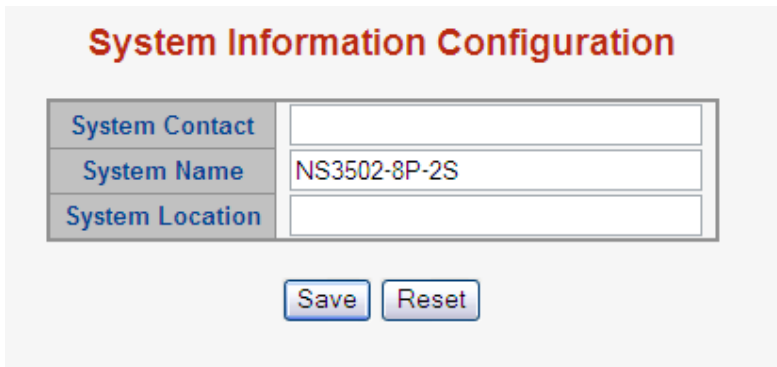 System Information Configuration
System Contact
System Name NS3502-8P-2S
System Location
Save Reset